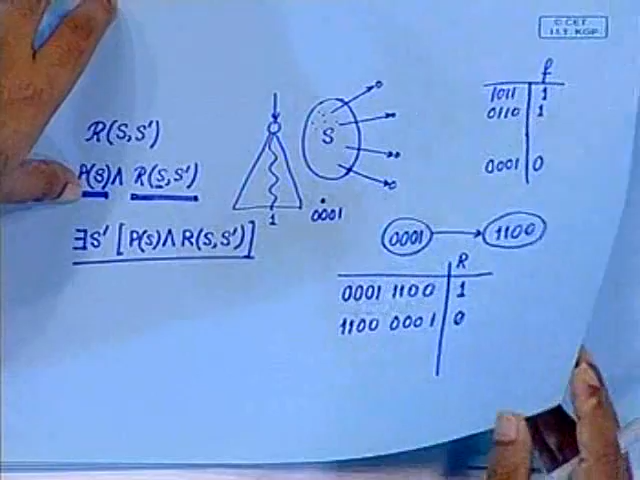 © CET
I.I.T. KGP
f
1011 1
0110 1
0001 0
R(S,S')
P(S)∧ R(S,S')
∃S' [P(S)∧R(S,S')]
S
1
0001
0001 1100
R
0001 1100 1
1100 0001 0